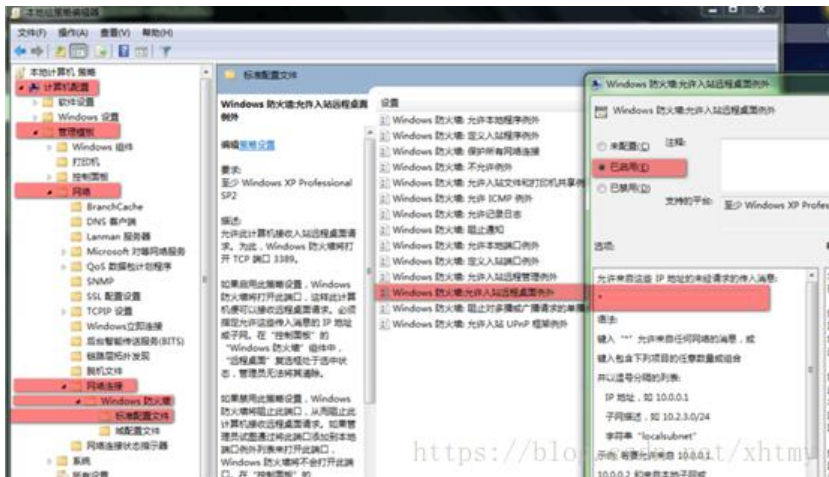 本地组策略编辑器
文件(F) 操作(A) 查看(V) 帮助(H)
本地计算机 策略
计算机配置
软件设置
Windows 设置
管理模板
Windows 组件
打印机
控制面板
网络
BranchCache
DNS 客户端
Lanman 服务器
Microsoft 对等网络服务
QoS 数据包计划程序
SNMP
SSL 配置设置
TCPIP 设置
Windows立即连接
后台智能传送服务(BITS)
链路层拓扑发现
脱机文件
网络连接
Windows 防火墙
标准配置文件
域配置文件
网络连接状态指示器
系统
所有设置
标准配置文件
Windows 防火墙:允许入站远程桌面
例外
编辑策略设置
要求:
至少 Windows XP Professional
SP2
描述:
允许此计算机接收入站远程桌面请
求。为此，Windows 防火墙将打
开 TCP 端口 3389。
如果启用此策略设置，Windows
防火墙将打开此端口，这样此计算
机便可以接收远程桌面请求。必须
指定允许这些传入消息的 IP 地址
或子网。在“控制面板”的
“Windows 防火墙”组件中，
“远程桌面”复选框处于选中状
态，管理员无法将其清除。
如果禁用此策略设置，Windows
防火墙将阻止此端口，从而阻止此
计算机接收远程桌面请求。如果管
理员试图通过将此端口添加到本地
端口例外列表来打开此端口，
Windows 防火墙将不会打开此端
口。在“控制面板”的
设置
Windows 防火墙: 允许本地程序例外
Windows 防火墙: 定义入站程序例外
Windows 防火墙: 保护所有网络连接
Windows 防火墙: 不允许例外
Windows 防火墙: 允许入站文件和打印机共享例
Windows 防火墙: 允许 ICMP 例外
Windows 防火墙: 允许记录日志
Windows 防火墙: 阻止通知
Windows 防火墙: 允许本地端口例外
Windows 防火墙: 定义入站端口例外
Windows 防火墙: 允许入站远程管理例外
Windows 防火墙:允许入站远程桌面例外
Windows 防火墙: 阻止对多播或广播请求的单播
Windows 防火墙: 允许入站 UPnP 框架例外
Windows 防火墙:允许入站远程桌面例外
Windows 防火墙:允许入站远程桌面例外
未配置(C) 注释:
已启用(E)
已禁用(D)
支持的平台: 至少 Windows XP Profes
选项:
允许来自这些 IP 地址的未经请求的传入消息:
*
语法:
键入 "*" 允许来自任何网络的消息，或
键入包含下列项目的任意数量或组合
并以逗号分隔的列表:
IP 地址，如 10.0.0.1
子网描述，如 10.2.3.0/24
字符串 "localsubnet"
示例: 若要允许来自 10.0.0.1
10.0.0.2 和来自本地子网或